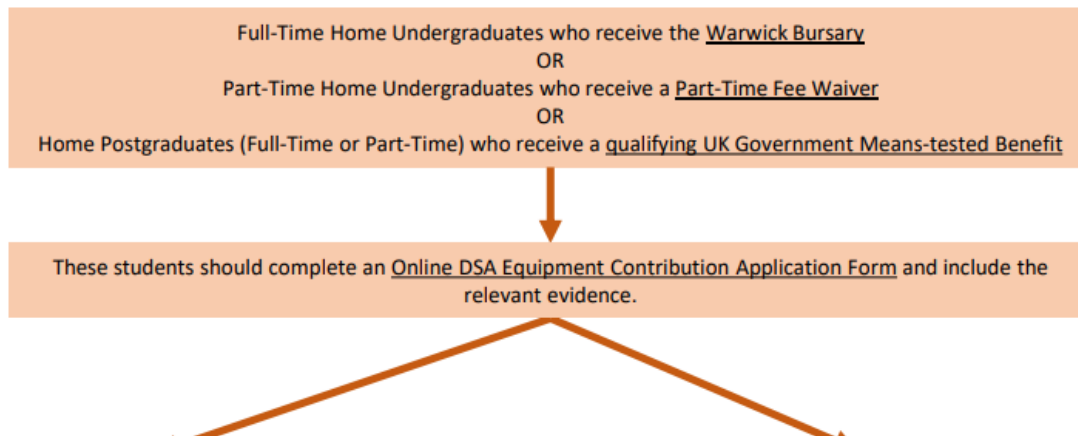 Full-Time Home Undergraduates who receive the Warwick Bursary
OR
Part-Time Home Undergraduates who receive a Part-Time Fee Waiver
OR
Home Postgraduates (Full-Time or Part-Time) who receive a qualifying UK Government Means-tested Benefit
These students should complete an Online DSA Equipment Contribution Application Form and include the
relevant evidence.